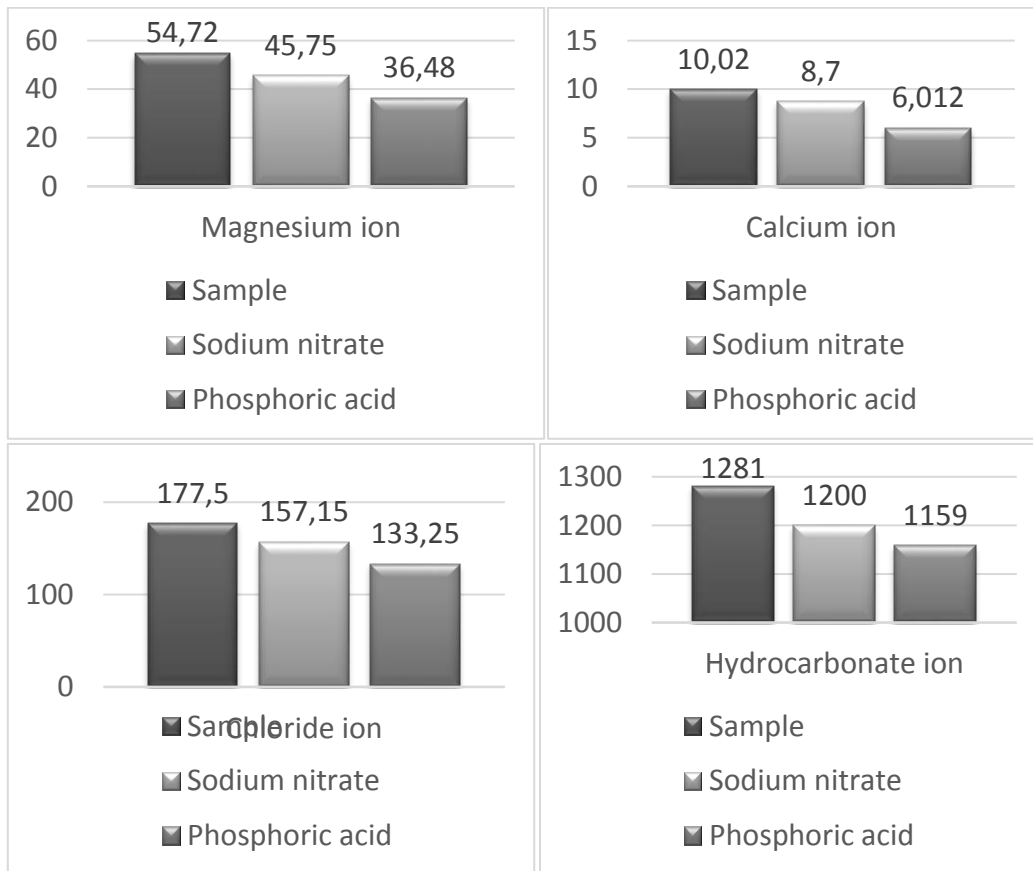 54,72
45,75
36,48
60
40
20
0
Magnesium ion
Sample
Sodium nitrate
Phosphoric acid
10,02
8,7
6,012
15
10
5
0
Calcium ion
Sample
Sodium nitrate
Phosphoric acid
177,5
157,15
133,25
200
100
0
Chloride ion
Sample
Sodium nitrate
Phosphoric acid
1281
1200
1159
1300
1200
1100
1000
Hydrocarbonate ion
Sample
Sodium nitrate
Phosphoric acid